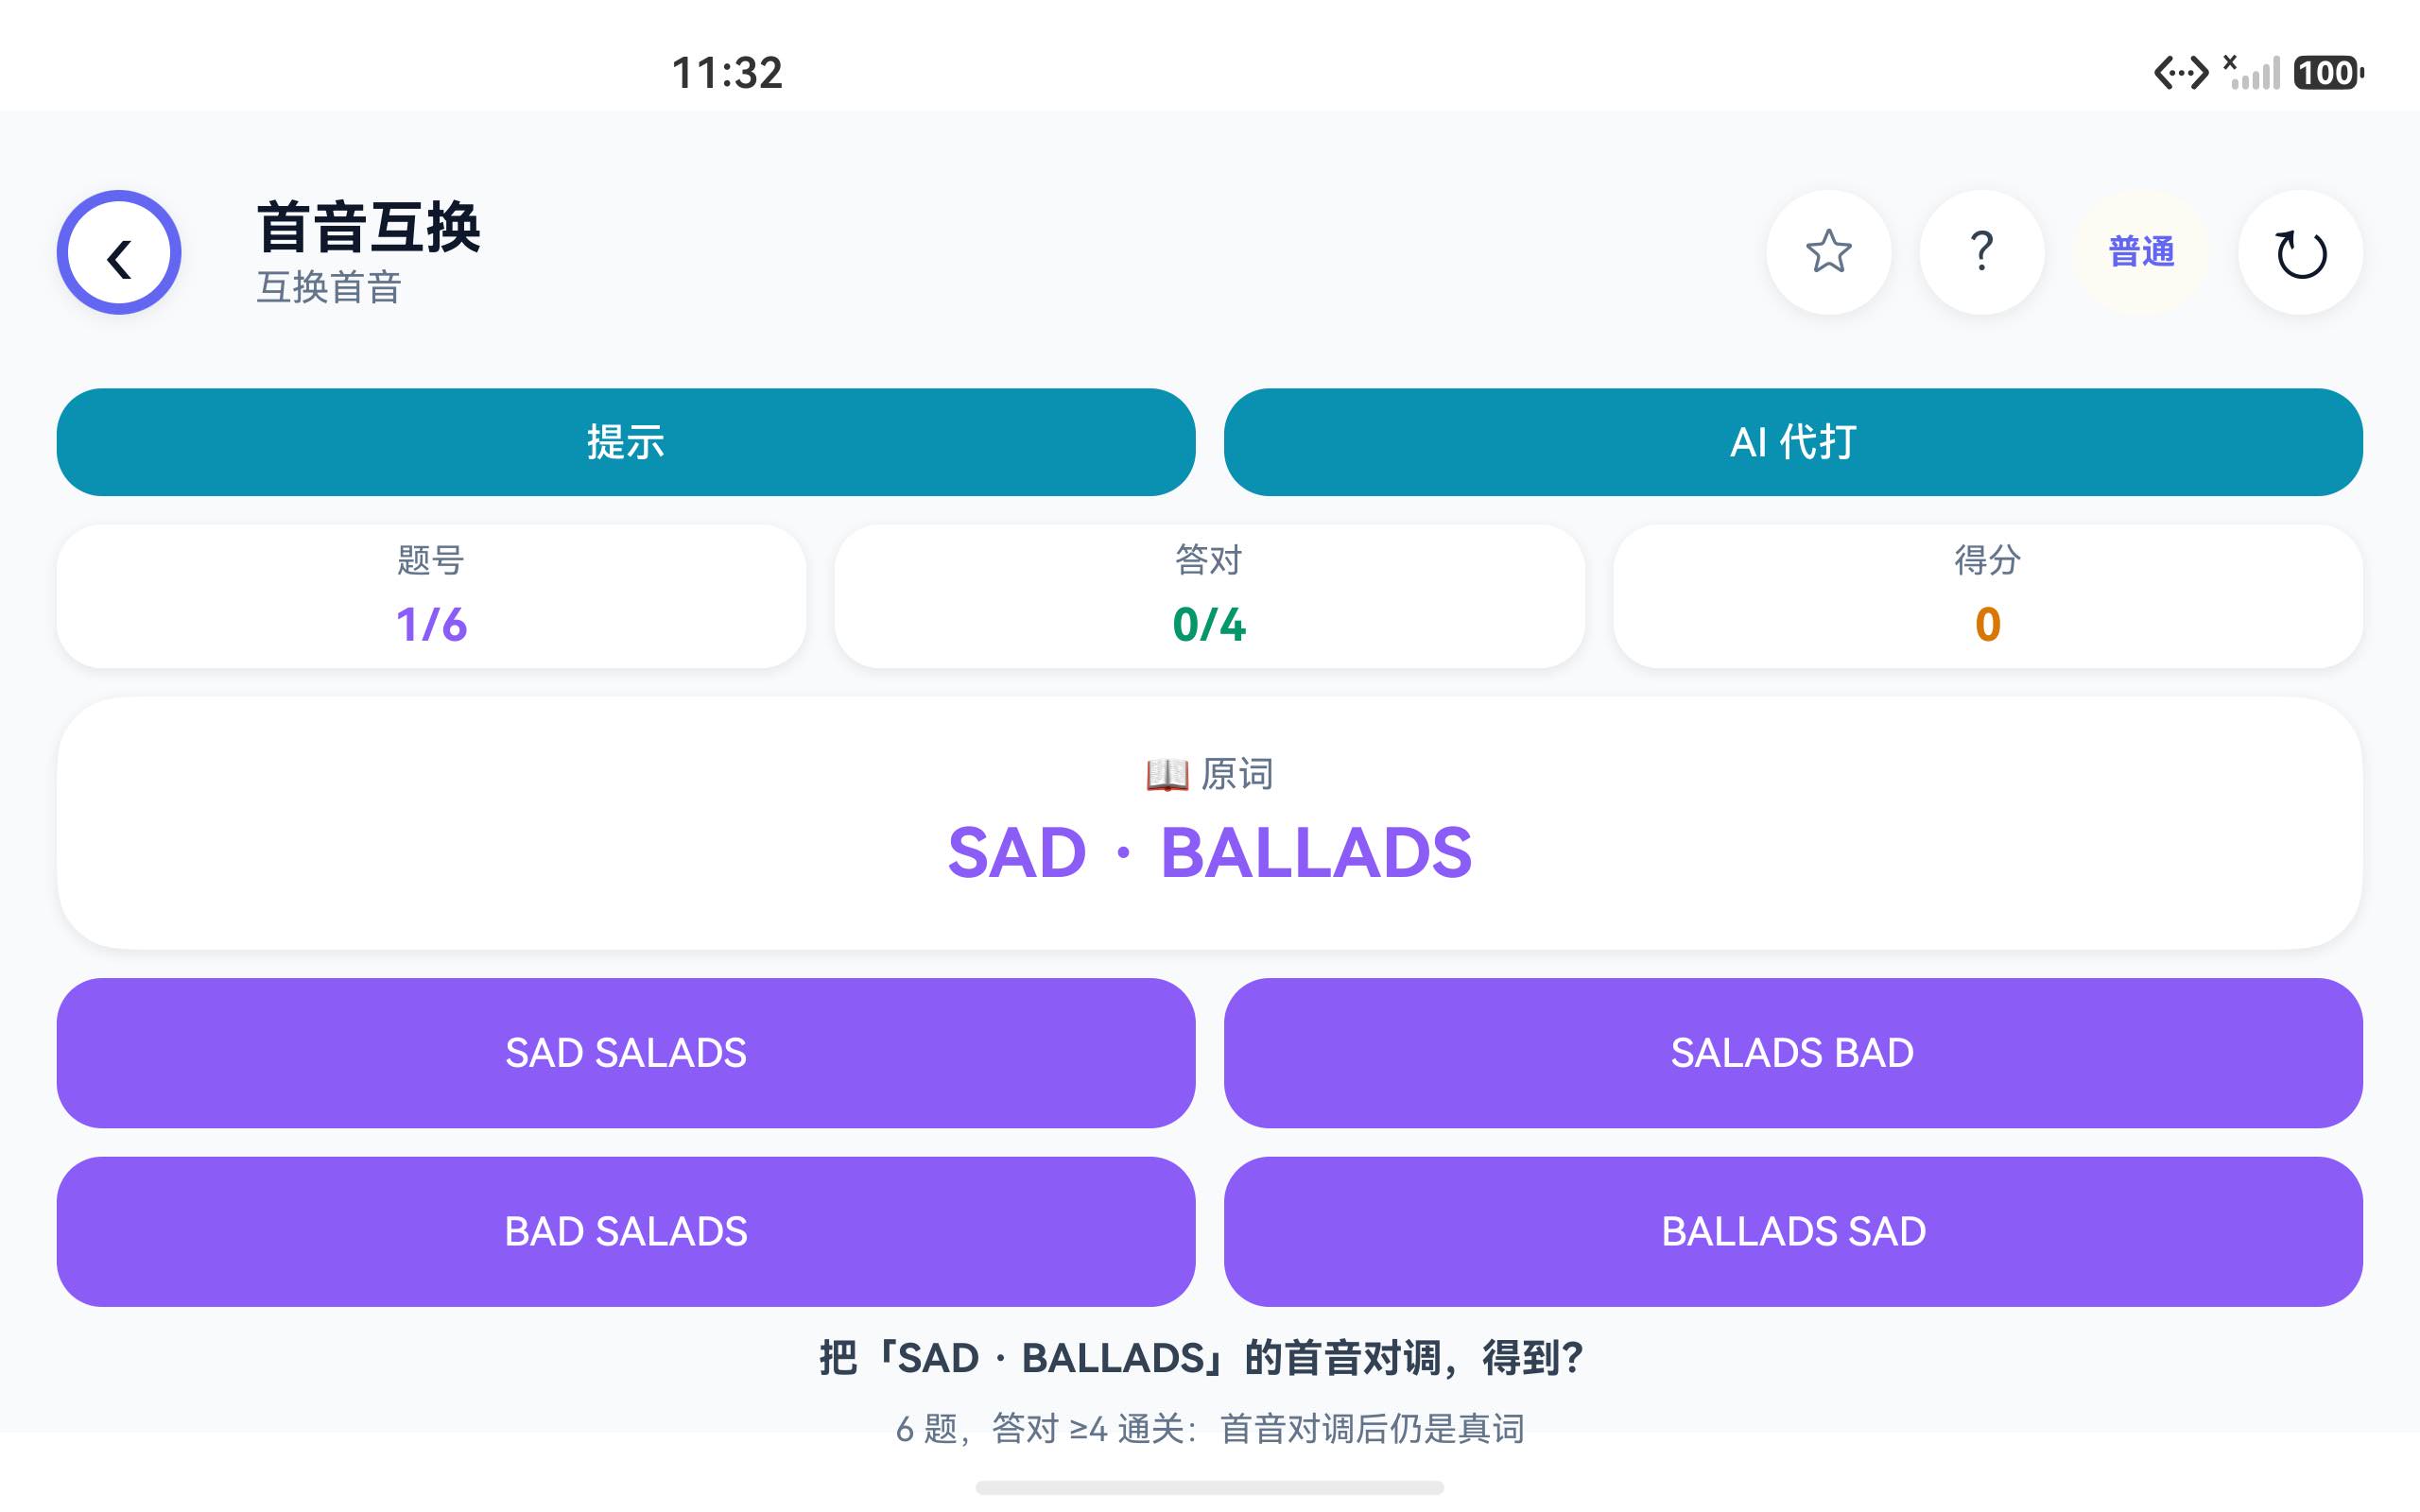 11:32
100
首音互换
互换首音
?
普通
提示
AI 代打
题号
1/6
答对
0/4
得分
0
📖 原词
SAD · BALLADS
SAD SALADS
SALADS BAD
BAD SALADS
BALLADS SAD
把「SAD · BALLADS」的首音对调，得到？
6 题，答对 ≥4 通关：首音对调后仍是真词